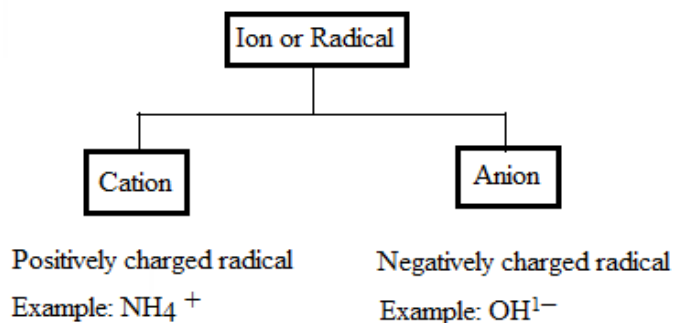 Ion or Radical
Cation
Anion
Positively charged radical
Negatively charged radical
Example: NH4 +
Example: OH1–